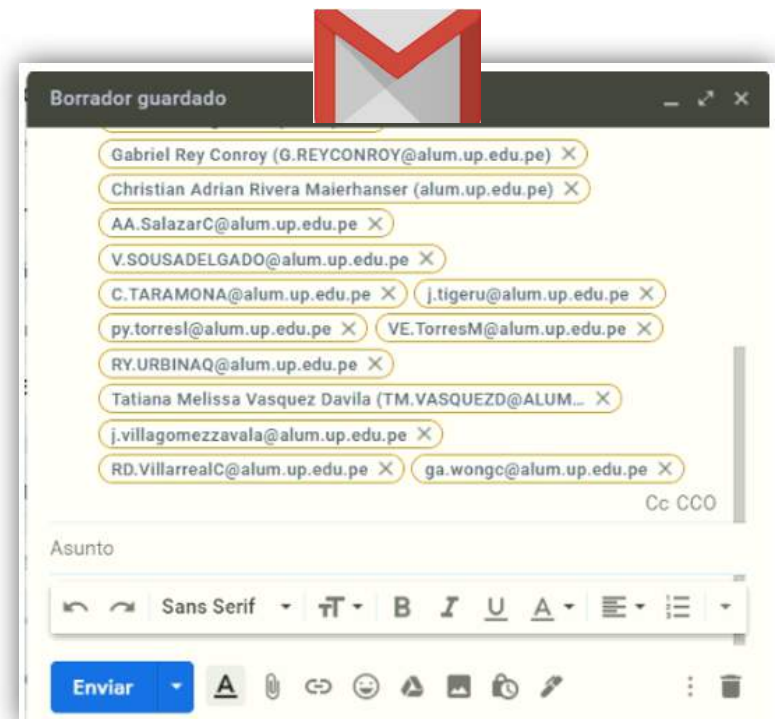 Borrador guardado
Gabriel Rey Conroy (G.REYCONROY@alum.up.edu.pe)
Christian Adrian Rivera Maierhanser (alum.up.edu.pe)
AA.SalazarC@alum.up.edu.pe
V.SOUSADELGADO@alum.up.edu.pe
C.TARAMONA@alum.up.edu.pe j.tigeru@alum.up.edu.pe
py.torresl@alum.up.edu.pe VE.TorresM@alum.up.edu.pe
RY.URBINAQ@alum.up.edu.pe
Tatiana Melissa Vasquez Davila (TM.VASQUEZD@ALUM...
j.villagomezzavala@alum.up.edu.pe
RD.VillarrealC@alum.up.edu.pe ga.wongc@alum.up.edu.pe
Cc CCO
Asunto
Sans Serif B I U A
Enviar A